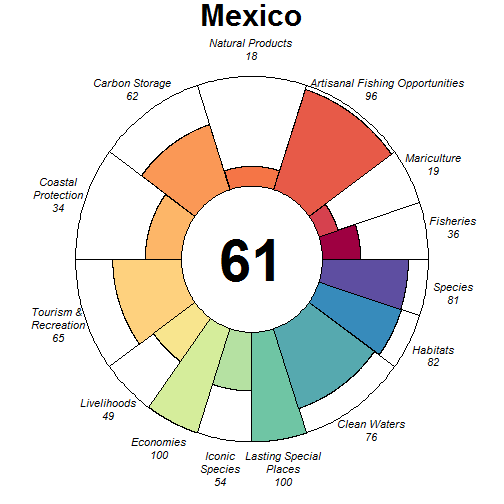 Mexico
Natural Products
18
Carbon Storage
62
Artisanal Fishing Opportunities
96
Mariculture
19
Coastal
Protection
34
Fisheries
36
61
Species
81
Tourism &
Recreation
65
Habitats
82
Livelihoods
49
Clean Waters
76
Economies
100
Iconic
Species
54
Lasting Special
Places
100